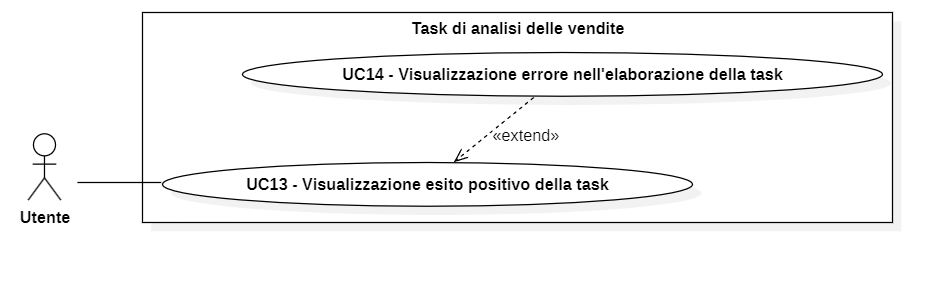 Task di analisi delle vendite
UC14 - Visualizzazione errore nell'elaborazione della task
«extend»
UC13 - Visualizzazione esito positivo della task
Utente